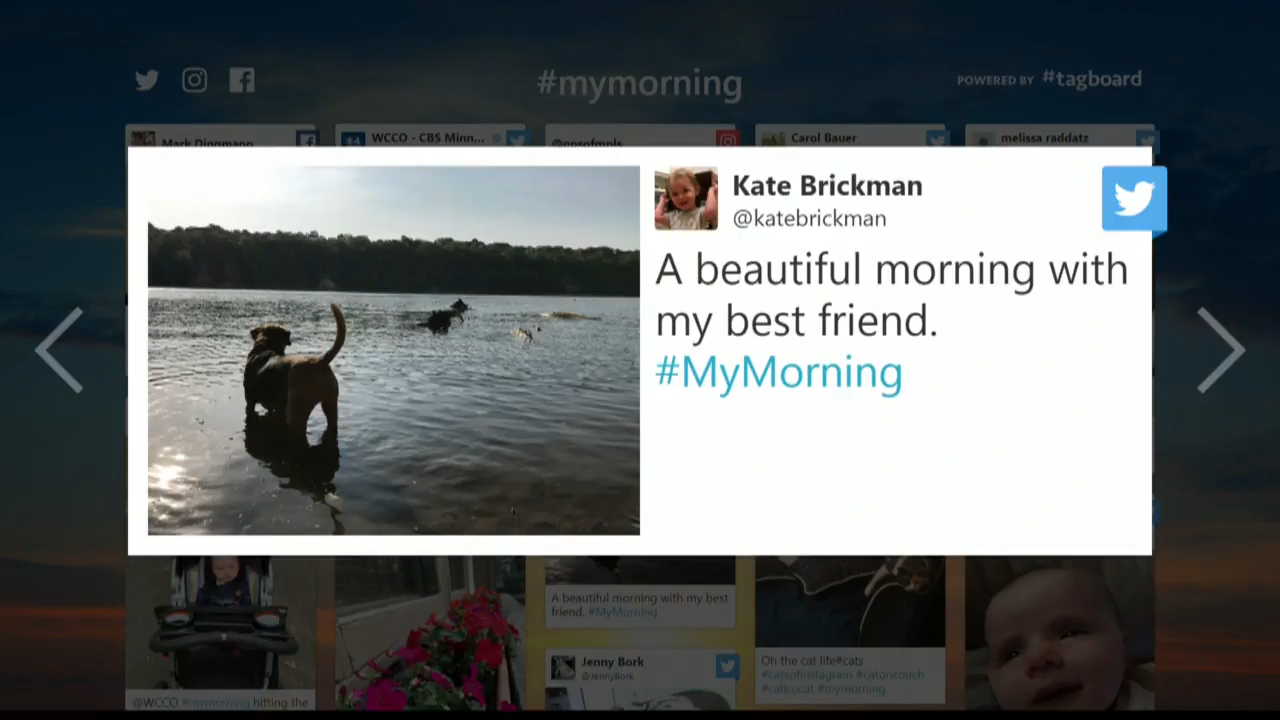 #mymorning
POWERED BY #tagboard
Mark Dingmann
WCCO - CBS Minn...
@npsofmpls
Carol Bauer
melissa raddatz
Kate Brickman
@katebrickman
A beautiful morning with
my best friend.
#MyMorning
A beautiful morning with my best
friend. #MyMorning
Jenny Bork
@JennyBork
Oh the cat life#cats
#catsofinstagram #catoncouch
#calicocat #mymorning
@WCCO #mymorning hitting the